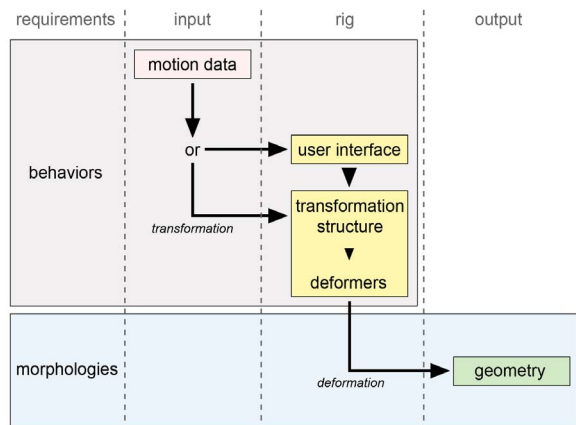 requirements
input
rig
output
motion data
or
user interface
behaviors
transformation
structure
transformation
deformers
morphologies
geometry
deformation